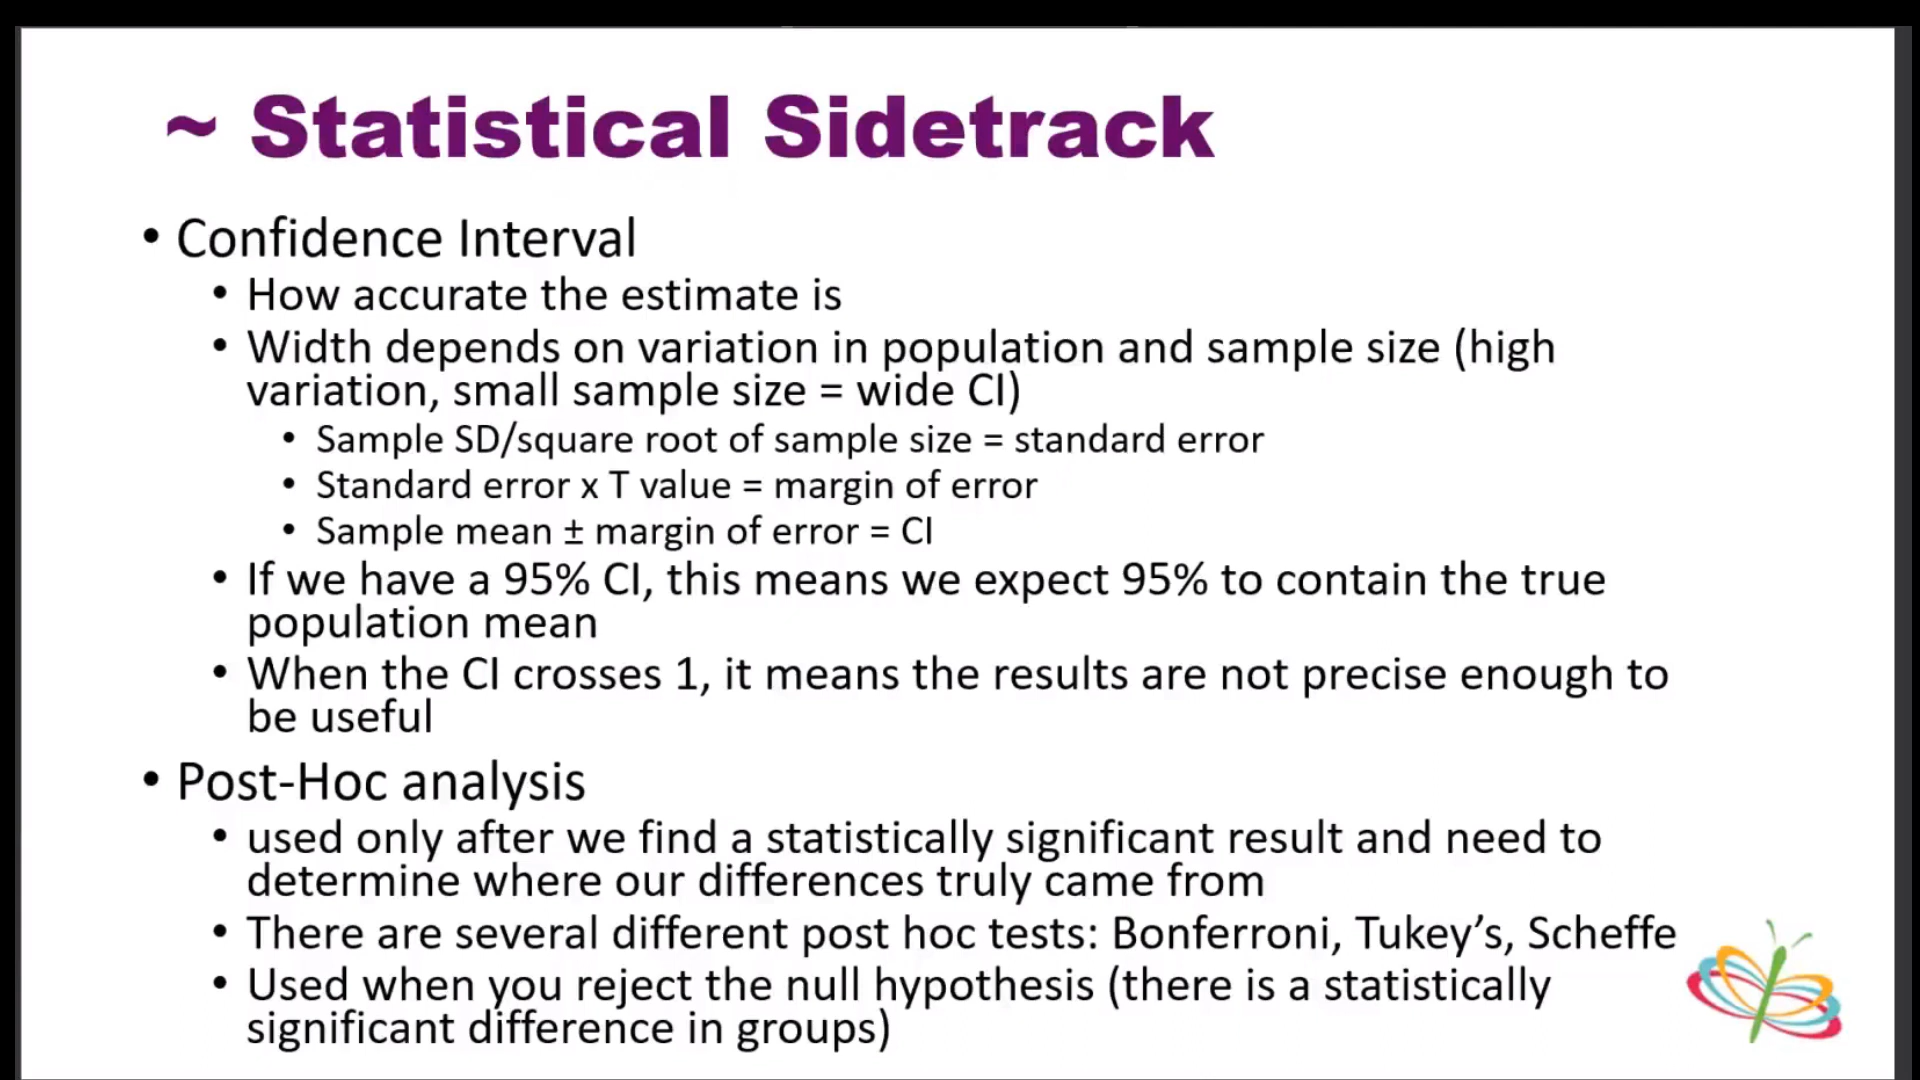 ~ Statistical Sidetrack
• Confidence Interval
• How accurate the estimate is
• Width depends on variation in population and sample size (high
variation, small sample size = wide CI)
• Sample SD/square root of sample size = standard error
• Standard error x T value = margin of error
• Sample mean ± margin of error = CI
• If we have a 95% CI, this means we expect 95% to contain the true
population mean
• When the CI crosses 1, it means the results are not precise enough to
be useful
• Post-Hoc analysis
• used only after we find a statistically significant result and need to
determine where our differences truly came from
• There are several different post hoc tests: Bonferroni, Tukey’s, Scheffe
• Used when you reject the null hypothesis (there is a statistically
significant difference in groups)